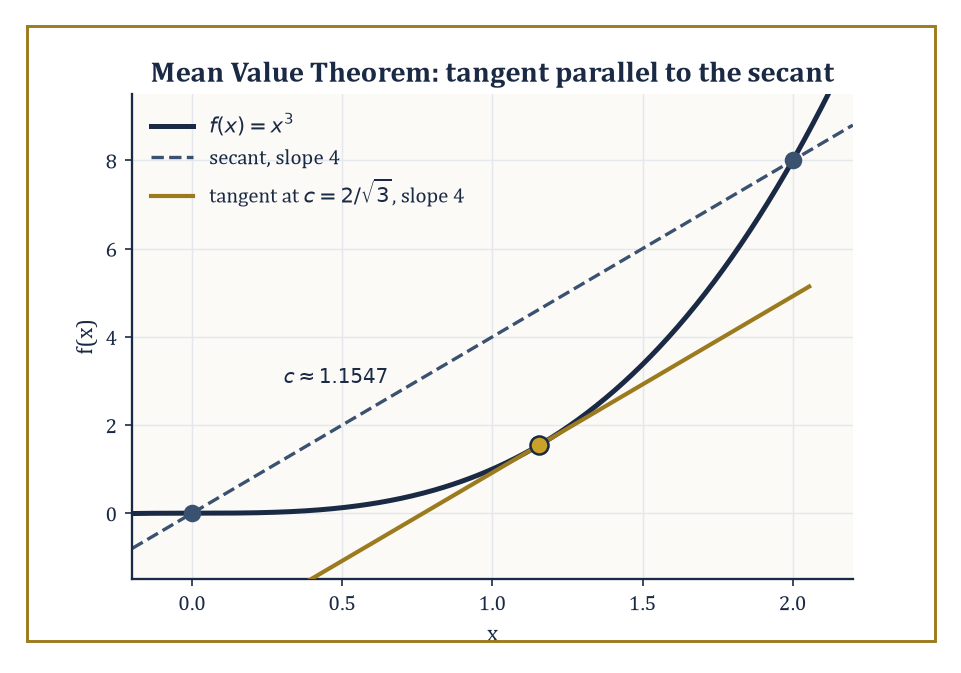 Mean Value Theorem: tangent parallel to the secant
f(x) = x³
secant, slope 4
tangent at c = 2/√3, slope 4
8
6
4
2
0
f(x)
c ≈ 1.1547
0.0 0.5 1.0 1.5 2.0
x